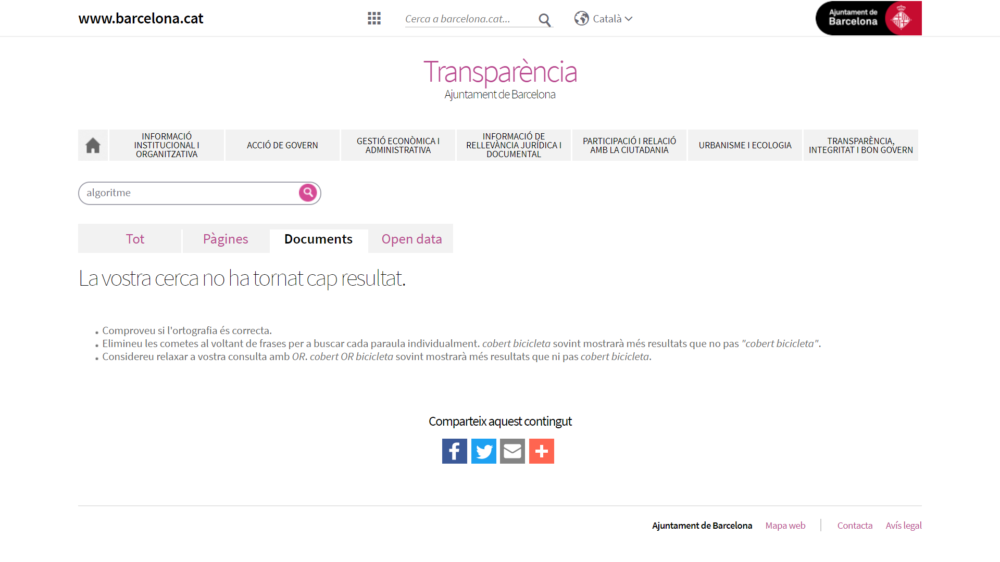 www.barcelona.cat
Cerca a barcelona.cat...
Català
Ajuntament de
Barcelona
Transparència
Ajuntament de Barcelona
INFORMACIÓ
INSTITUCIONAL I
ORGANITZATIVA
ACCIÓ DE GOVERN
GESTIÓ ECONÒMICA I
ADMINISTRATIVA
INFORMACIÓ DE
RELLEVÀNCIA JURÍDICA I
DOCUMENTAL
PARTICIPACIÓ I RELACIÓ
AMB LA CIUTADANIA
URBANISME I ECOLOGIA
TRANSPARÈNCIA,
INTEGRITAT I BON GOVERN
algoritme
Tot
Pàgines
Documents
Open data
La vostra cerca no ha tornat cap resultat.
Comproveu si l'ortografia és correcta.
Elimineu les cometes al voltant de frases per a buscar cada paraula individualment. cobert bicicleta sovint mostrarà més resultats que no pas "cobert bicicleta".
Considereu relaxar a vostra consulta amb OR. cobert OR bicicleta sovint mostrarà més resultats que ni pas cobert bicicleta.
Comparteix aquest contingut
Ajuntament de Barcelona
Mapa web
Contacta
Avís legal